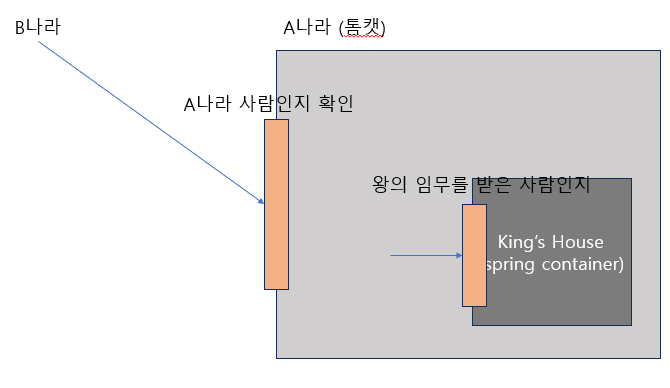 B나라
A나라 (톰캣)
A나라 사람인지 확인
왕의 임무를 받은 사람인지
King's House
spring container)